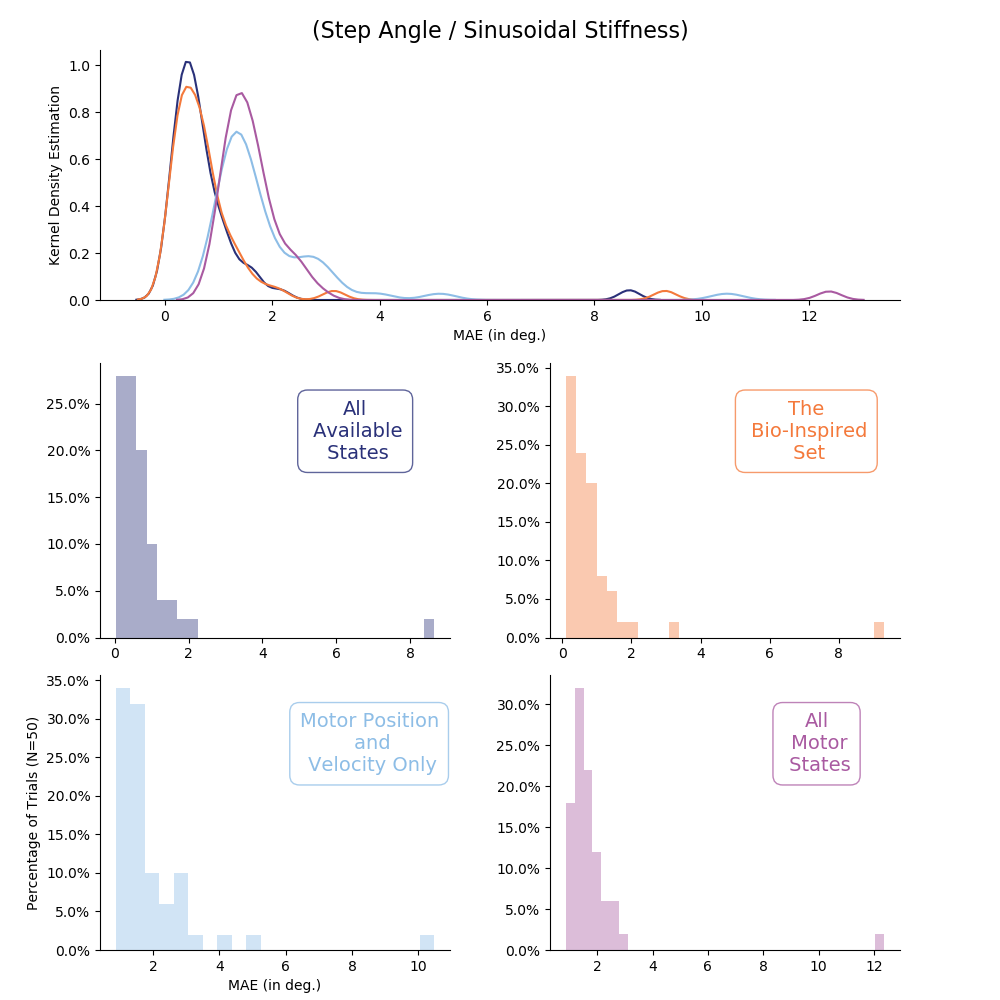 (Step Angle / Sinusoidal Stiffness)
Kernel Density Estimation
1.0
0.8
0.6
0.4
0.2
0.0
0 2 4 6 8 10 12
MAE (in deg.)
25.0%
20.0%
15.0%
10.0%
5.0%
0.0%
All
Available
States
0 2 4 6 8
35.0%
30.0%
25.0%
20.0%
15.0%
10.0%
5.0%
0.0%
The
Bio-Inspired
Set
0 2 4 6 8
Percentage of Trials (N=50)
35.0%
30.0%
25.0%
20.0%
15.0%
10.0%
5.0%
0.0%
Motor Position
and
Velocity Only
2 4 6 8 10
MAE (in deg.)
30.0%
25.0%
20.0%
15.0%
10.0%
5.0%
0.0%
All
Motor
States
2 4 6 8 10 12